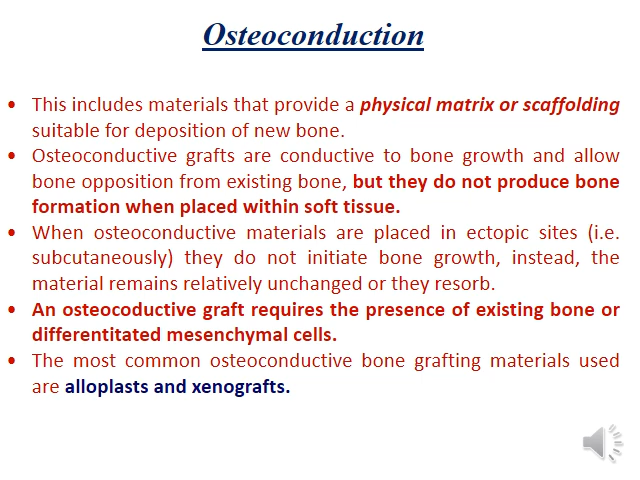 Osteoconduction
• This includes materials that provide a physical matrix or scaffolding
suitable for deposition of new bone.
• Osteoconductive grafts are conductive to bone growth and allow
bone opposition from existing bone, but they do not produce bone
formation when placed within soft tissue.
• When osteoconductive materials are placed in ectopic sites (i.e.
subcutaneously) they do not initiate bone growth, instead, the
material remains relatively unchanged or they resorb.
• An osteocoductive graft requires the presence of existing bone or
differentitated mesenchymal cells.
• The most common osteoconductive bone grafting materials used
are alloplasts and xenografts.